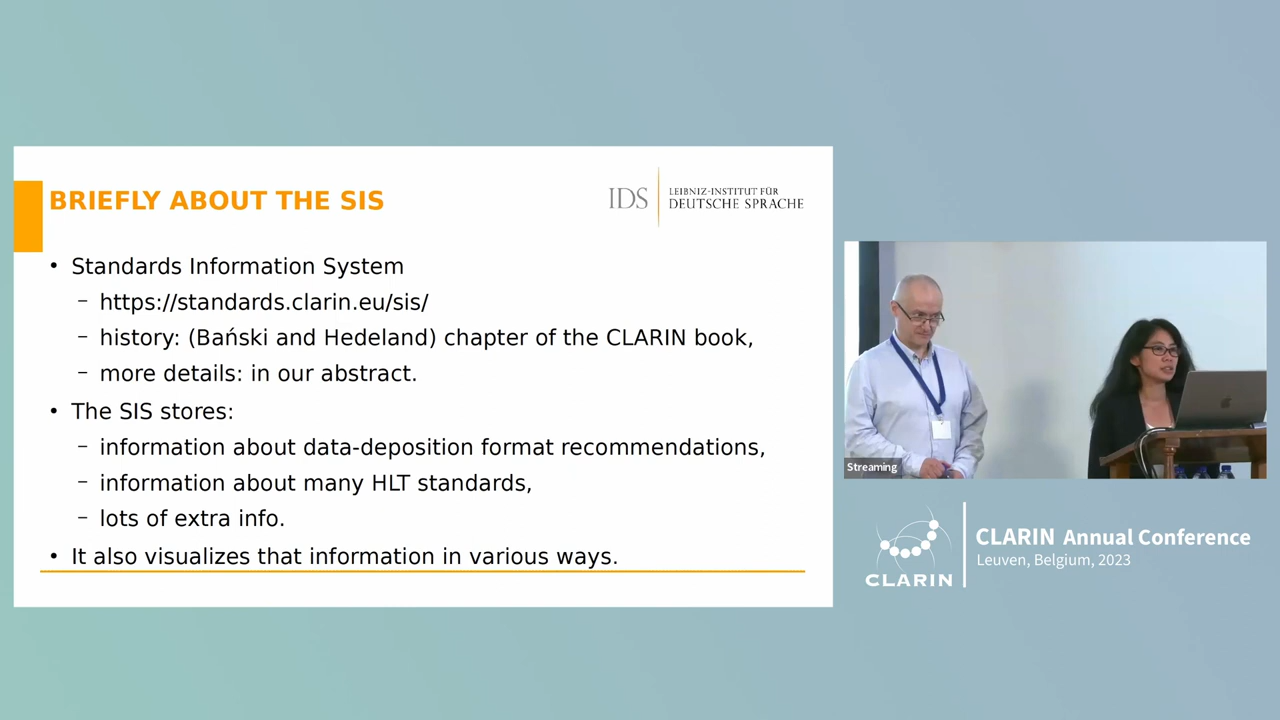 BRIEFLY ABOUT THE SIS
IDS
LEIBNIZ-INSTITUT FÜR
DEUTSCHE SPRACHE
• Standards Information System
– https://standards.clarin.eu/sis/
– history: (Bański and Hedeland) chapter of the CLARIN book,
– more details: in our abstract.
• The SIS stores:
– information about data-deposition format recommendations,
– information about many HLT standards,
– lots of extra info.
• It also visualizes that information in various ways.
Streaming
CLARIN
CLARIN Annual Conference
Leuven, Belgium, 2023